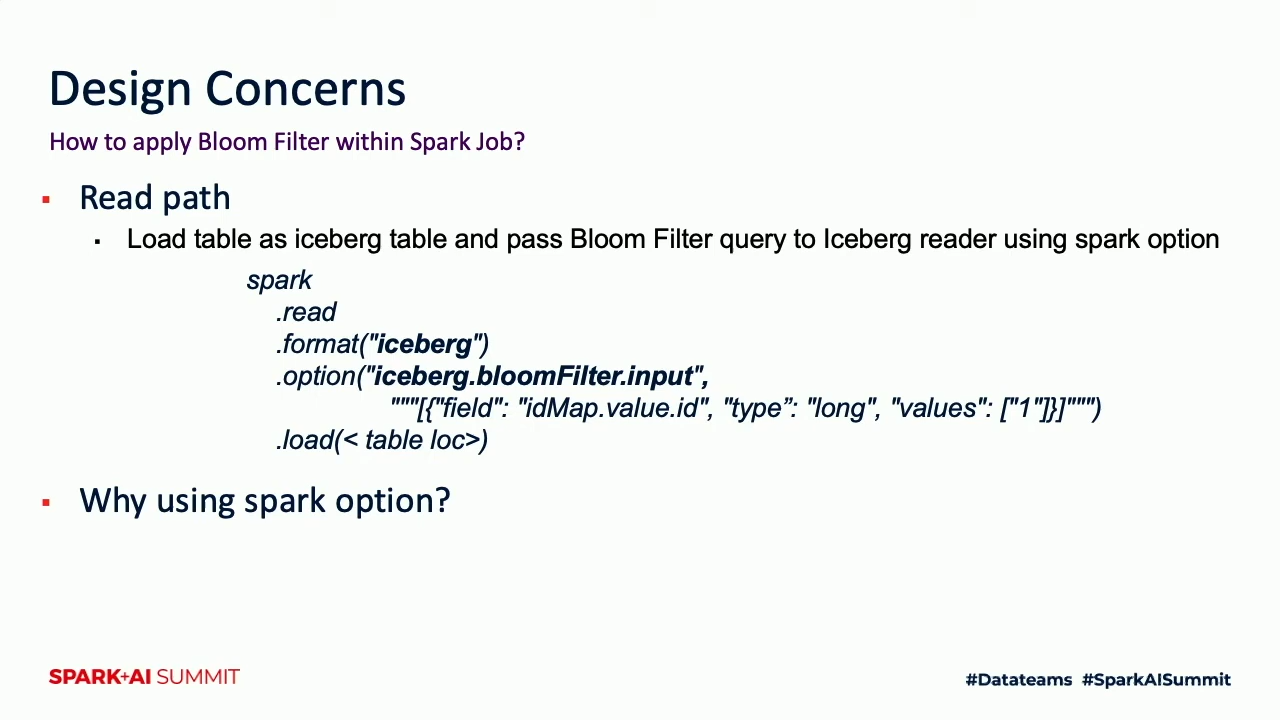 Design Concerns
How to apply Bloom Filter within Spark Job?
Read path
Load table as iceberg table and pass Bloom Filter query to Iceberg reader using spark option
spark
.read
.format("iceberg")
.option("iceberg.bloomFilter.input",
"""[{"field": "idMap.value.id", "type”: "long", "values": ["1"]}]""")
.load(< table loc>)
Why using spark option?
SPARK+AI SUMMIT
#Datateams #SparkAISummit